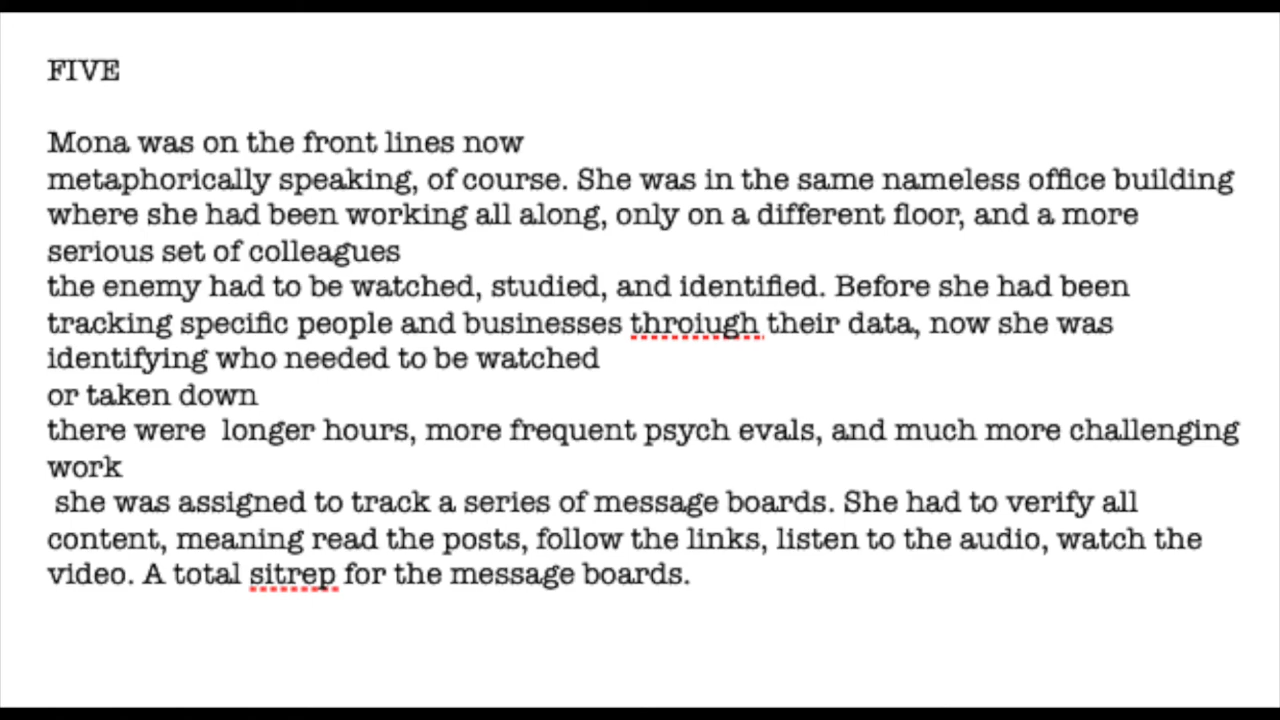 FIVE
Mona was on the front lines now
metaphorically speaking, of course. She was in the same nameless office building
where she had been working all along, only on a different floor, and a more
serious set of colleagues
the enemy had to be watched, studied, and identified. Before she had been
tracking specific people and businesses throiugh their data, now she was
identifying who needed to be watched
or taken down
there were  longer hours, more frequent psych evals, and much more challenging
work
she was assigned to track a series of message boards. She had to verify all
content, meaning read the posts, follow the links, listen to the audio, watch the
video. A total sitrep for the message boards.